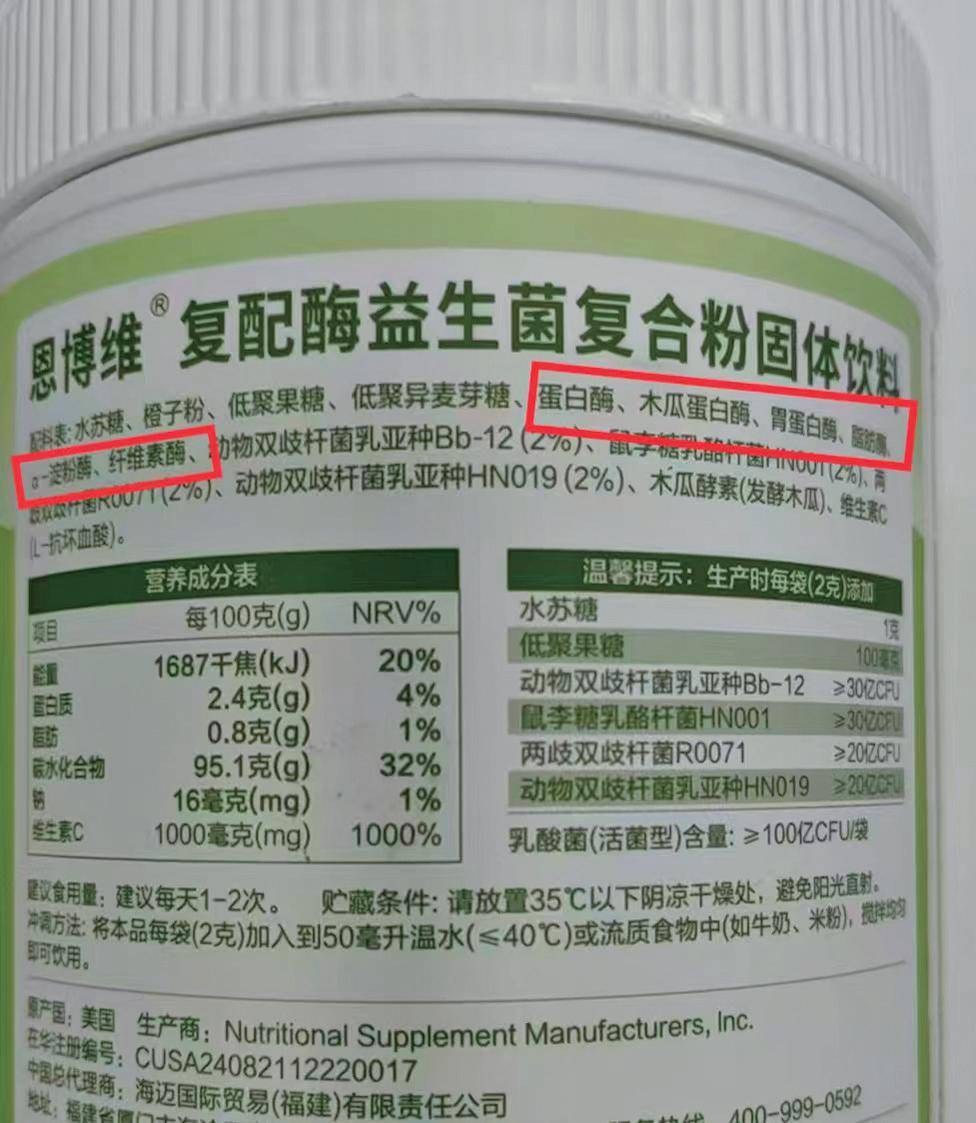 恩博维® 复配酶益生菌复合粉固体饮料
配料表: 水苏糖、橙子粉、低聚果糖、低聚异麦芽糖、蛋白酶、木瓜蛋白酶、胃蛋白酶、脂肪酶、
α-淀粉酶、纤维素酶、动物双歧杆菌乳亚种Bb-12 (2%)、鼠李糖乳酪杆菌HN001(2%)、两
歧双歧杆菌R0071(2%)、动物双歧杆菌乳亚种HN019 (2%)、木瓜酵素(发酵木瓜)、维生素C
(L-抗坏血酸)。
营养成分表
项目 每100克(g) NRV%
能量 1687千焦(kJ) 20%
蛋白质 2.4克(g) 4%
脂肪 0.8克(g) 1%
碳水化合物 95.1克(g) 32%
钠 16毫克(mg) 1%
维生素C 1000毫克(mg) 1000%
温馨提示: 生产时每袋(2克)添加
水苏糖 1克
低聚果糖 100毫克
动物双歧杆菌乳亚种Bb-12 ≥30亿CFU
鼠李糖乳酪杆菌HN001 ≥30亿CFU
两歧双歧杆菌R0071 ≥20亿CFU
动物双歧杆菌乳亚种HN019 ≥20亿CFU
乳酸菌(活菌型)含量: ≥100亿CFU/袋
建议食用量: 建议每天1-2次。 贮藏条件: 请放置35℃以下阴凉干燥处, 避免阳光直射。
冲调方法: 将本品每袋(2克)加入到50毫升温水(≤40℃)或流质食物中(如牛奶、米粉), 搅拌均匀
即可饮用。
原产国: 美国 生产商: Nutritional Supplement Manufacturers, Inc.
在华注册编号: CUSA24082112220017
中国总代理商: 海迈国际贸易(福建)有限责任公司
地址: 福建省厦门市海 400-999-0592